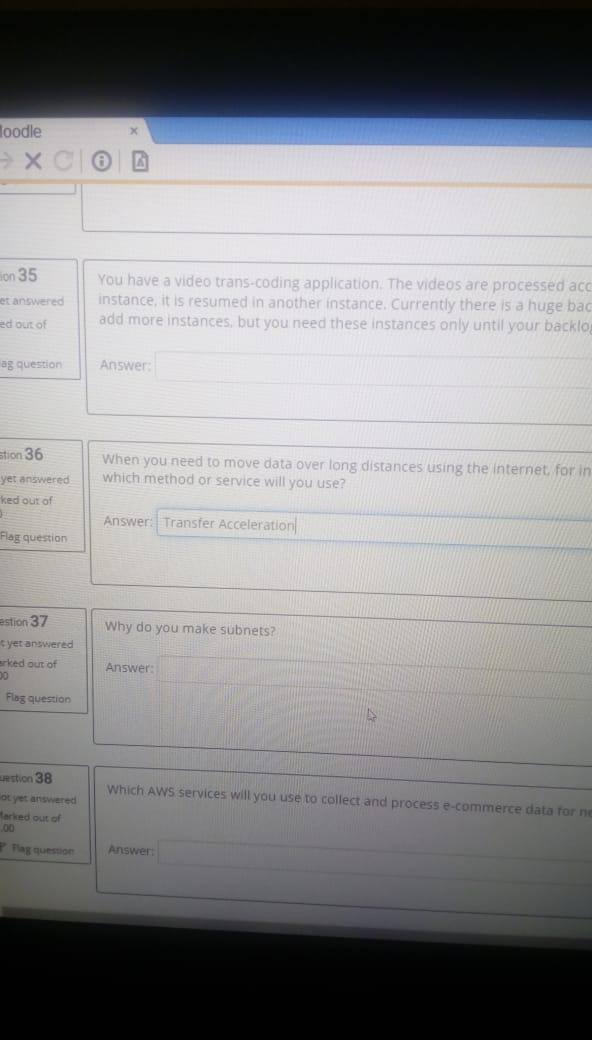 loodle
ion 35
et answered
ed out of
ag question
You have a video trans-coding application. The videos are processed acc
instance, it is resumed in another instance. Currently there is a huge bac
add more instances, but you need these instances only until your backlog
Answer:
stion 36
yet answered
ked out of
Flag question
When you need to move data over long distances using the internet, for in
which method or service will you use?
Answer: Transfer Acceleration
estion 37
t yet answered
arked out of
00
Flag question
Why do you make subnets?
Answer:
uestion 38
ot yet answered
Marked out of
.00
Flag question
Which AWS services will you use to collect and process e-commerce data for ne
Answer: